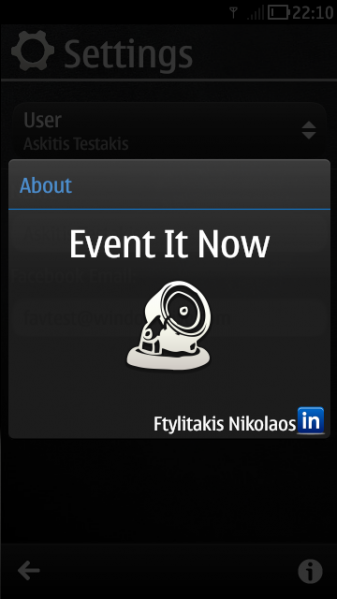 22:10
Settings
User
Askitis Testakis
About
Event It Now
Ftylitakis Nikolaos in